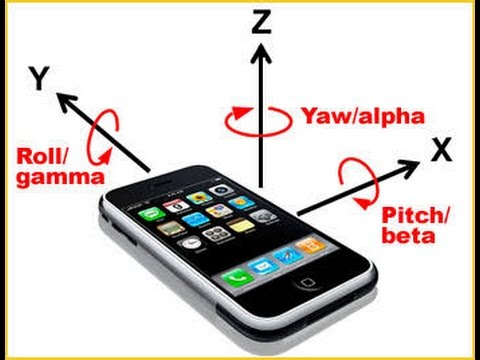 Z
Y
Yaw/alpha
X
Roll/
gamma
Pitch/
beta